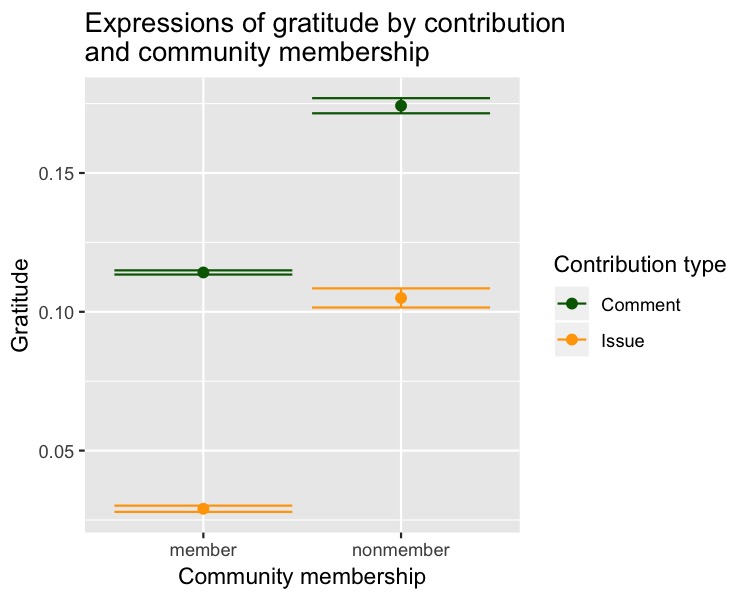 Expressions of gratitude by contribution
and community membership
Gratitude
0.15
0.10
0.05
member nonmember
Community membership
Contribution type
Comment
Issue